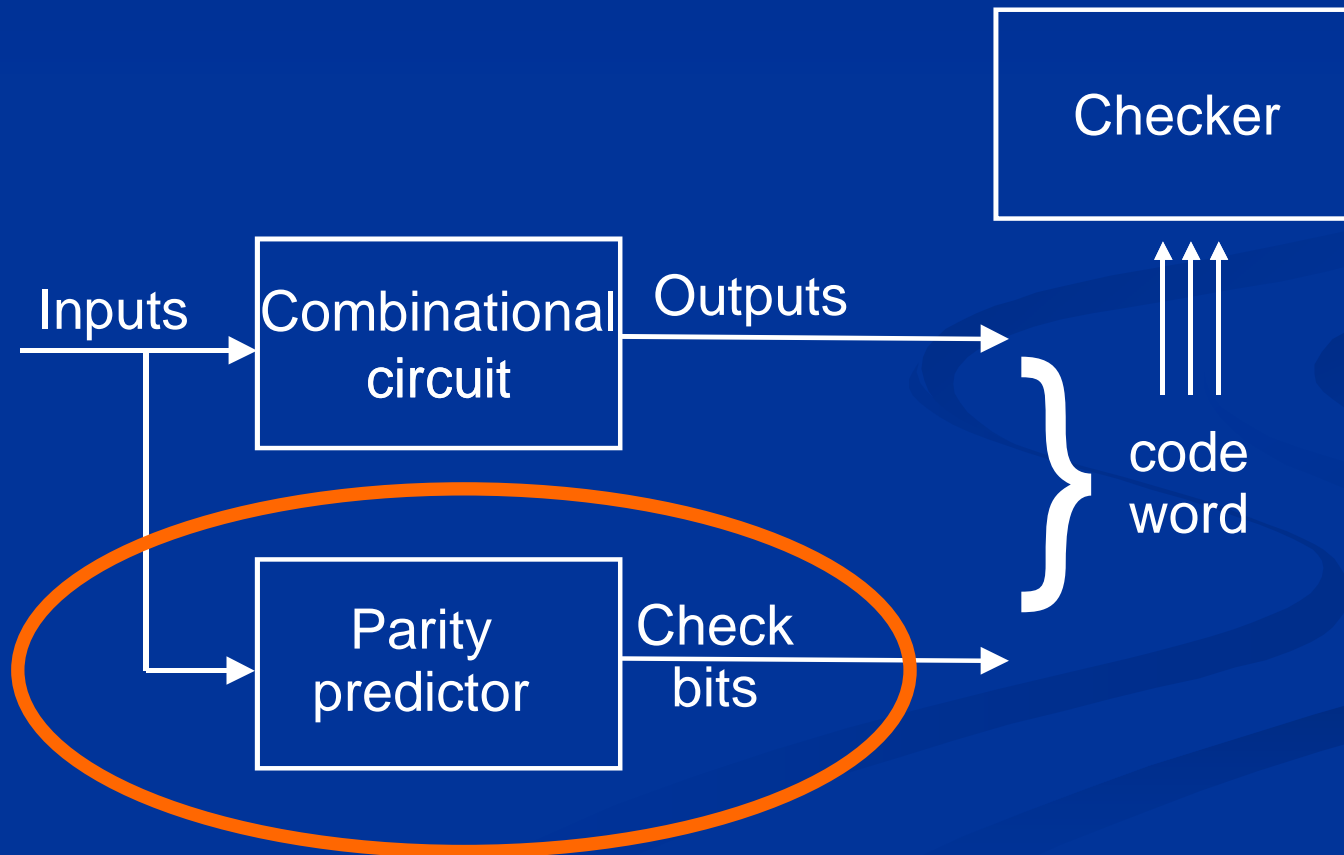 Checker
Inputs
Combinational
circuit
Outputs
code
word
Parity
predictor
Check
bits